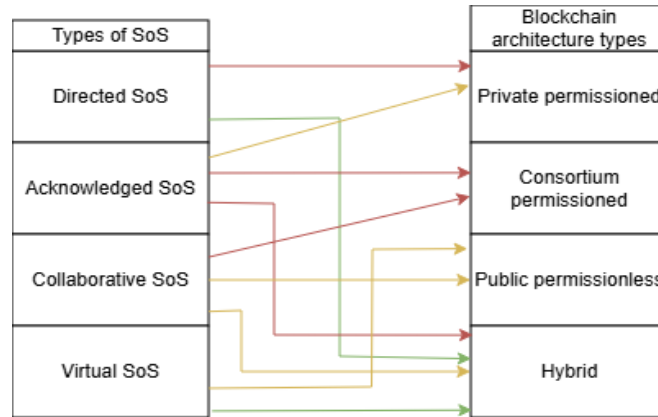 Types of SoS
Blockchain
architecture types
Directed SoS
Private permissioned
Acknowledged SoS
Consortium
permissioned
Collaborative SoS
Public permissionless
Virtual SoS
Hybrid